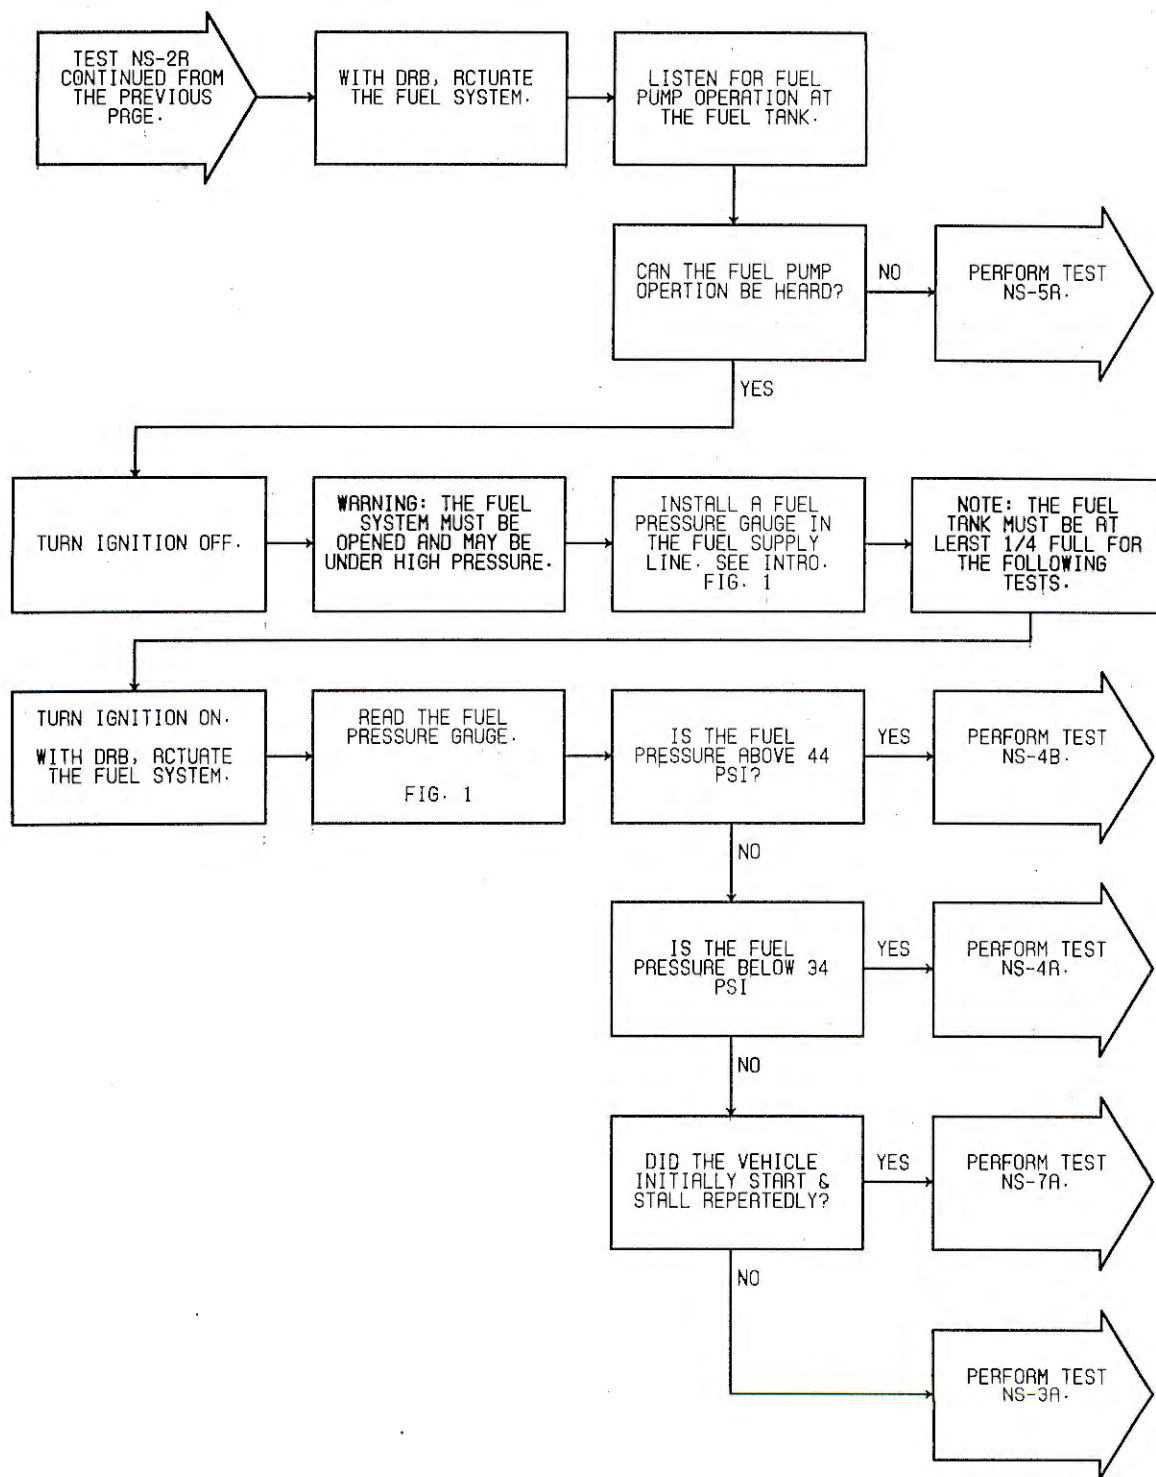 TEST NS-2A
CONTINUED FROM
THE PREVIOUS
PAGE.
WITH DRB, ACTUATE
THE FUEL SYSTEM.
LISTEN FOR FUEL
PUMP OPERATION AT
THE FUEL TANK.
CAN THE FUEL PUMP
OPERTION BE HEARD?
NO
PERFORM TEST
NS-5A.
YES
TURN IGNITION OFF.
WARNING: THE FUEL
SYSTEM MUST BE
OPENED AND MAY BE
UNDER HIGH PRESSURE.
INSTALL A FUEL
PRESSURE GAUGE IN
THE FUEL SUPPLY
LINE. SEE INTRO.
FIG. 1
NOTE: THE FUEL
TANK MUST BE AT
LEAST 1/4 FULL FOR
THE FOLLOWING
TESTS.
TURN IGNITION ON.
WITH DRB, ACTUATE
THE FUEL SYSTEM.
READ THE FUEL
PRESSURE GAUGE.
FIG. 1
IS THE FUEL
PRESSURE ABOVE 44
PSI?
YES
PERFORM TEST
NS-4B.
NO
IS THE FUEL
PRESSURE BELOW 34
PSI
YES
PERFORM TEST
NS-4A.
NO
DID THE VEHICLE
INITIALLY START &
STALL REPEATEDLY?
YES
PERFORM TEST
NS-7A.
NO
PERFORM TEST
NS-3A.